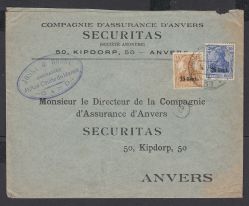 COMPAGNIE D'ASSURANCE D'ANVERS
SECURITAS
(SOCIÉTÉ ANONYME)
50, KIPDORP, 50 — ANVERS
Monsieur le Directeur de la Compagnie
d'Assurance d'Anvers
SECURITAS
50, Kipdorp, 50
ANVERS